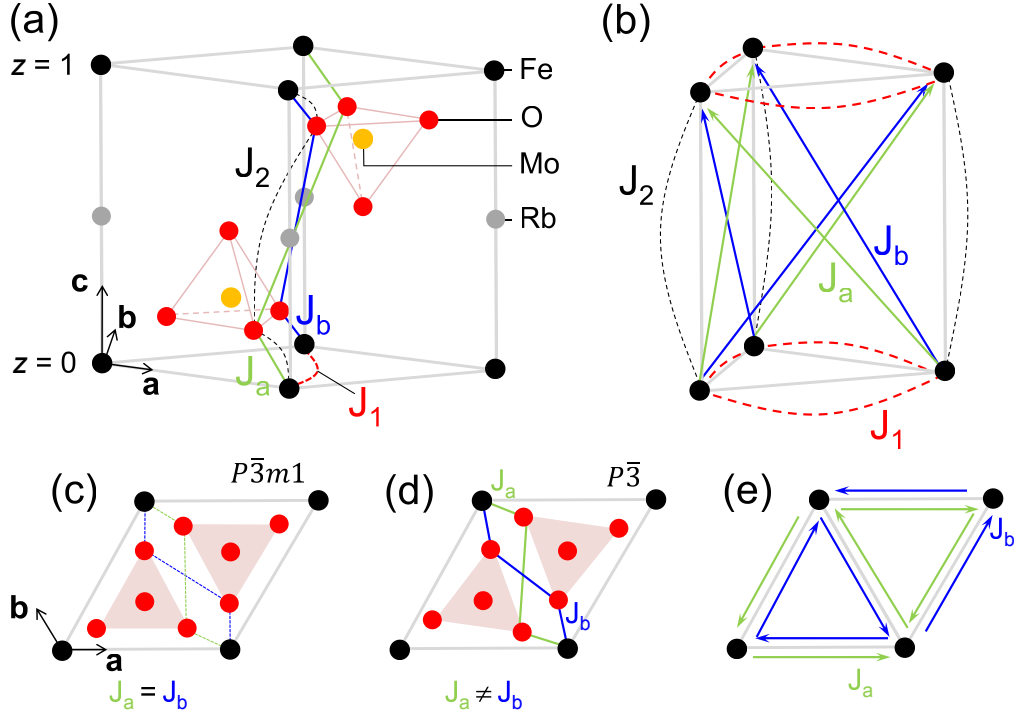 (a)
z = 1
Fe
O
Mo
Rb
J2
c
b
a
z = 0
Jb
Ja
J1
(b)
J2
Jb
Ja
J1
(c)
P3̄m1
b
a
Ja = Jb
(d)
P3̄
Ja
Jb
Ja ≠ Jb
(e)
Jb
Ja